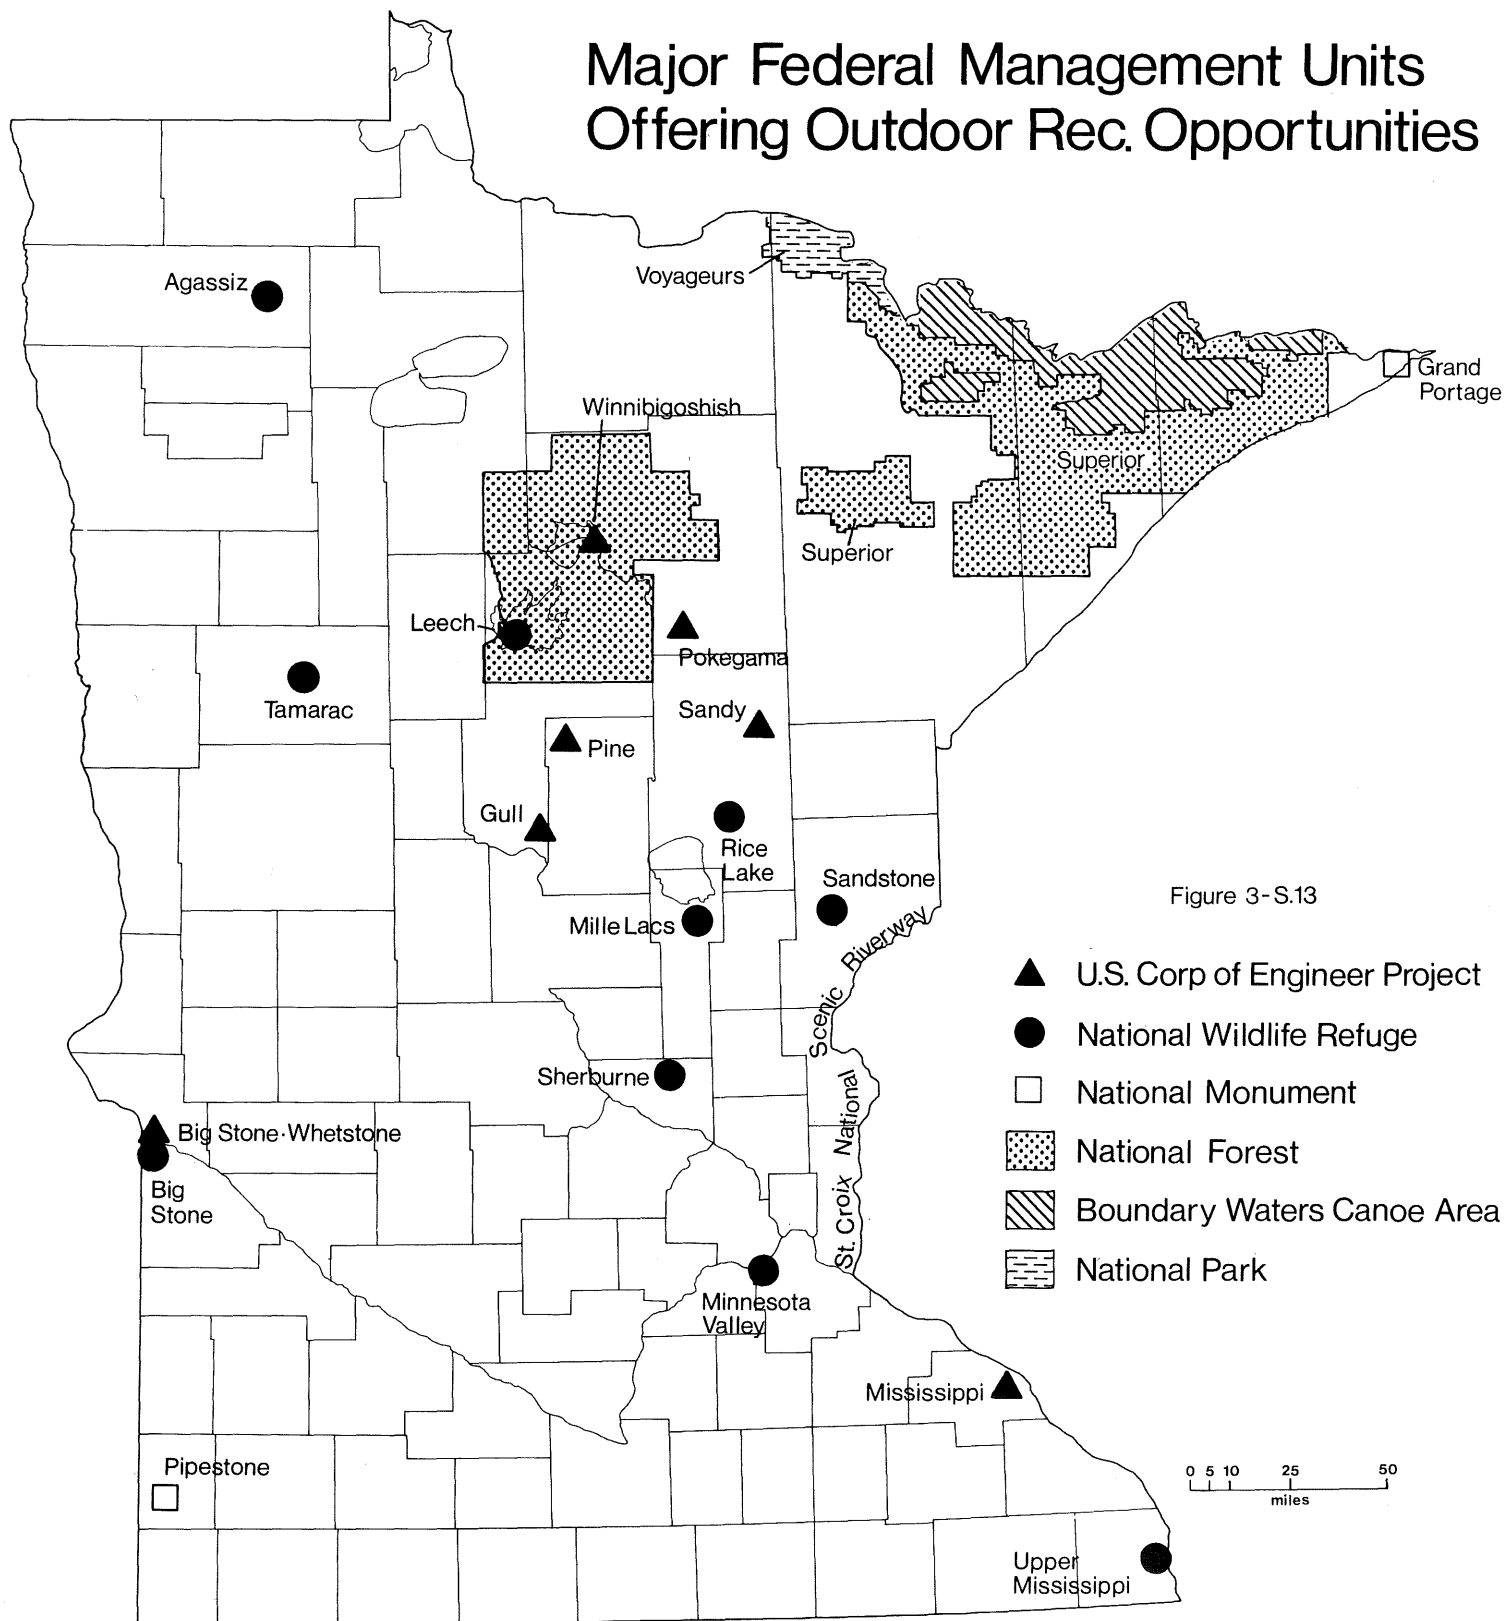 Major Federal Management Units
Offering Outdoor Rec. Opportunities
Agassiz
Voyageurs
Grand
Portage
Winnibigoshish
Superior
Superior
Leech
Pokegama
Tamarac
Sandy
Pine
Gull
Rice
Lake
Sandstone
Figure 3-S.13
Mille Lacs
St. Croix National Scenic Riverway
U.S. Corp of Engineer Project
National Wildlife Refuge
Sherburne
National Monument
Big Stone·Whetstone
National Forest
Big
Stone
Boundary Waters Canoe Area
National Park
Minnesota
Valley
Mississippi
Pipestone
0 5 10 25 50
miles
Upper
Mississippi